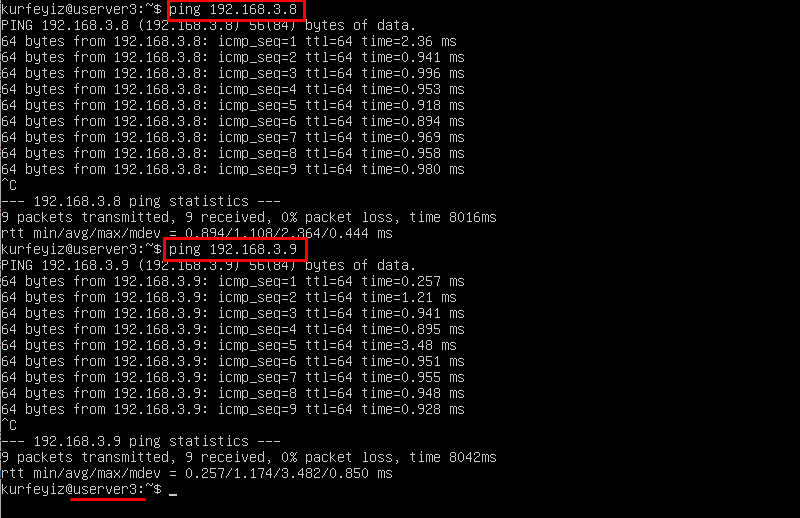 kurfeyiz@userver3:~$ ping 192.168.3.8
PING 192.168.3.8 (192.168.3.8) 56(84) bytes of data.
64 bytes from 192.168.3.8: icmp_seq=1 ttl=64 time=2.36 ms
64 bytes from 192.168.3.8: icmp_seq=2 ttl=64 time=0.941 ms
64 bytes from 192.168.3.8: icmp_seq=3 ttl=64 time=0.996 ms
64 bytes from 192.168.3.8: icmp_seq=4 ttl=64 time=0.953 ms
64 bytes from 192.168.3.8: icmp_seq=5 ttl=64 time=0.918 ms
64 bytes from 192.168.3.8: icmp_seq=6 ttl=64 time=0.894 ms
64 bytes from 192.168.3.8: icmp_seq=7 ttl=64 time=0.969 ms
64 bytes from 192.168.3.8: icmp_seq=8 ttl=64 time=0.958 ms
64 bytes from 192.168.3.8: icmp_seq=9 ttl=64 time=0.980 ms
^C
--- 192.168.3.8 ping statistics ---
9 packets transmitted, 9 received, 0% packet loss, time 8016ms
rtt min/avg/max/mdev = 0.894/1.108/2.364/0.444 ms
kurfeyiz@userver3:~$ ping 192.168.3.9
PING 192.168.3.9 (192.168.3.9) 56(84) bytes of data.
64 bytes from 192.168.3.9: icmp_seq=1 ttl=64 time=0.257 ms
64 bytes from 192.168.3.9: icmp_seq=2 ttl=64 time=1.21 ms
64 bytes from 192.168.3.9: icmp_seq=3 ttl=64 time=0.941 ms
64 bytes from 192.168.3.9: icmp_seq=4 ttl=64 time=0.895 ms
64 bytes from 192.168.3.9: icmp_seq=5 ttl=64 time=3.48 ms
64 bytes from 192.168.3.9: icmp_seq=6 ttl=64 time=0.951 ms
64 bytes from 192.168.3.9: icmp_seq=7 ttl=64 time=0.955 ms
64 bytes from 192.168.3.9: icmp_seq=8 ttl=64 time=0.948 ms
64 bytes from 192.168.3.9: icmp_seq=9 ttl=64 time=0.928 ms
^C
--- 192.168.3.9 ping statistics ---
9 packets transmitted, 9 received, 0% packet loss, time 8042ms
rtt min/avg/max/mdev = 0.257/1.174/3.482/0.850 ms
kurfeyiz@userver3:~$ _